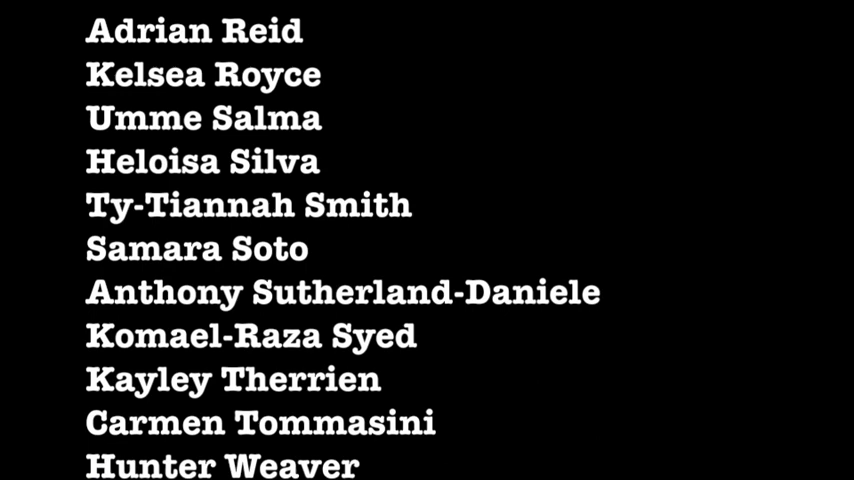 Adrian Reid
Kelsea Royce
Umme Salma
Heloisa Silva
Ty-Tiannah Smith
Samara Soto
Anthony Sutherland-Daniele
Komael-Raza Syed
Kayley Therrien
Carmen Tommasini
Hunter Weaver